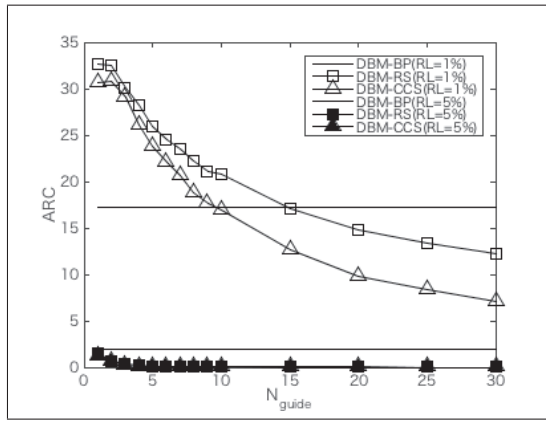 35
30
25
20
15
10
5
0
ARC
DBM-BP(RL=1%)
DBM-RS(RL=1%)
DBM-CCS(RL=1%)
DBM-BP(RL=5%)
DBM-RS(RL=5%)
DBM-CCS(RL=5%)
0 5 10 15 20 25 30
N guide